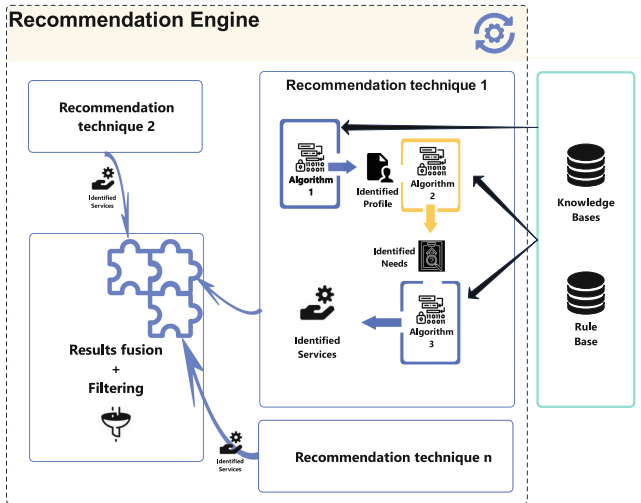 Recommendation Engine
Recommendation
technique 2
Identified
Services
Results fusion
+
Filtering
Recommendation technique 1
Algorithm
1
Identified
Profile
Algorithm
2
Identified
Needs
Algorithm
3
Identified
Services
Identified
Services
Recommendation technique n
Knowledge
Bases
Rule
Base